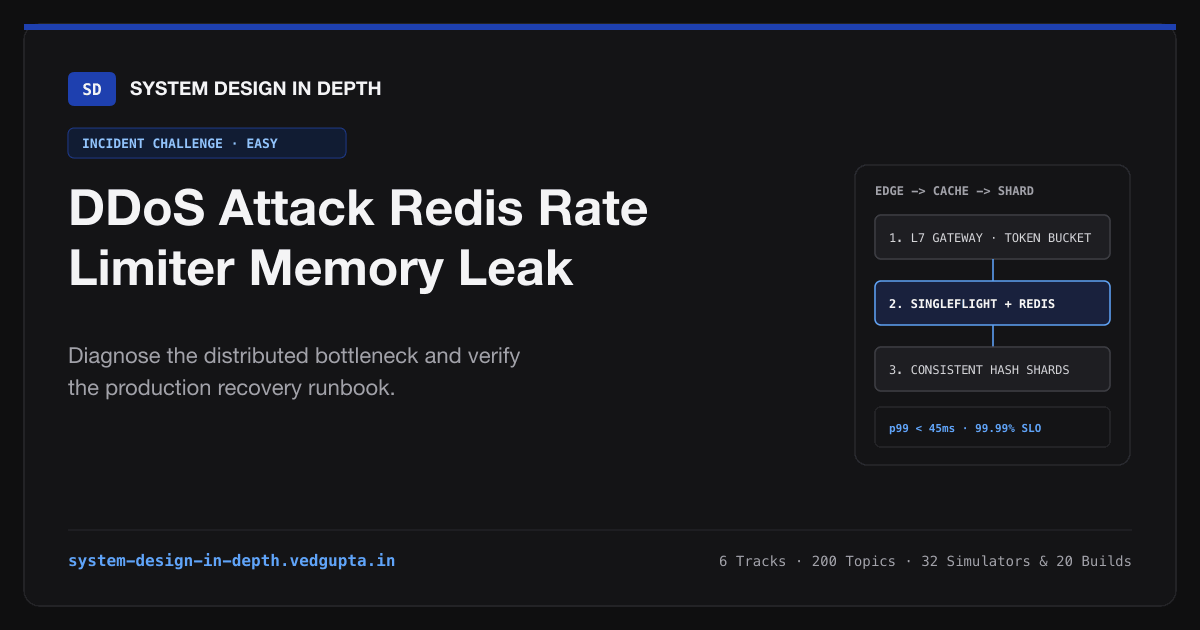 SD
SYSTEM DESIGN IN DEPTH
INCIDENT CHALLENGE · EASY
DDoS Attack Redis Rate
Limiter Memory Leak
Diagnose the distributed bottleneck and verify
the production recovery runbook.
EDGE -> CACHE -> SHARD
1. L7 GATEWAY · TOKEN BUCKET
2. SINGLEFLIGHT + REDIS
3. CONSISTENT HASH SHARDS
p99 < 45ms · 99.99% SLO
system-design-in-depth.vedgupta.in
6 Tracks · 200 Topics · 32 Simulators & 20 Builds